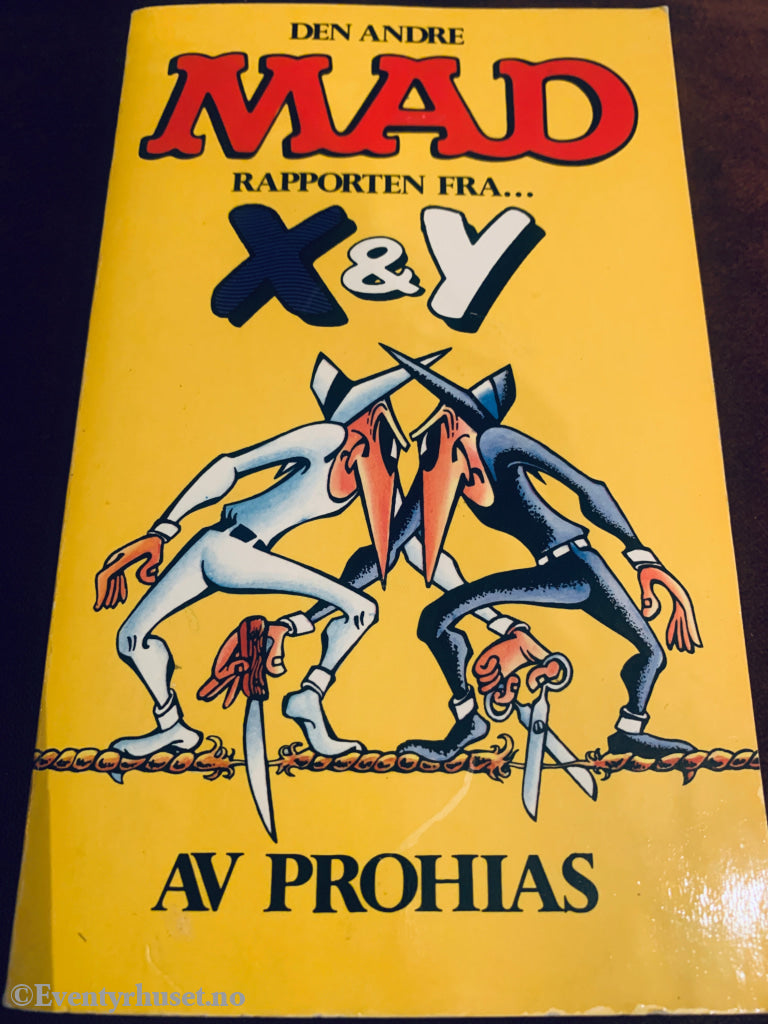 DEN ANDRE
MAD
RAPPORTEN FRA...
X & Y
AV PROHIAS
©Eventyrhuset.no